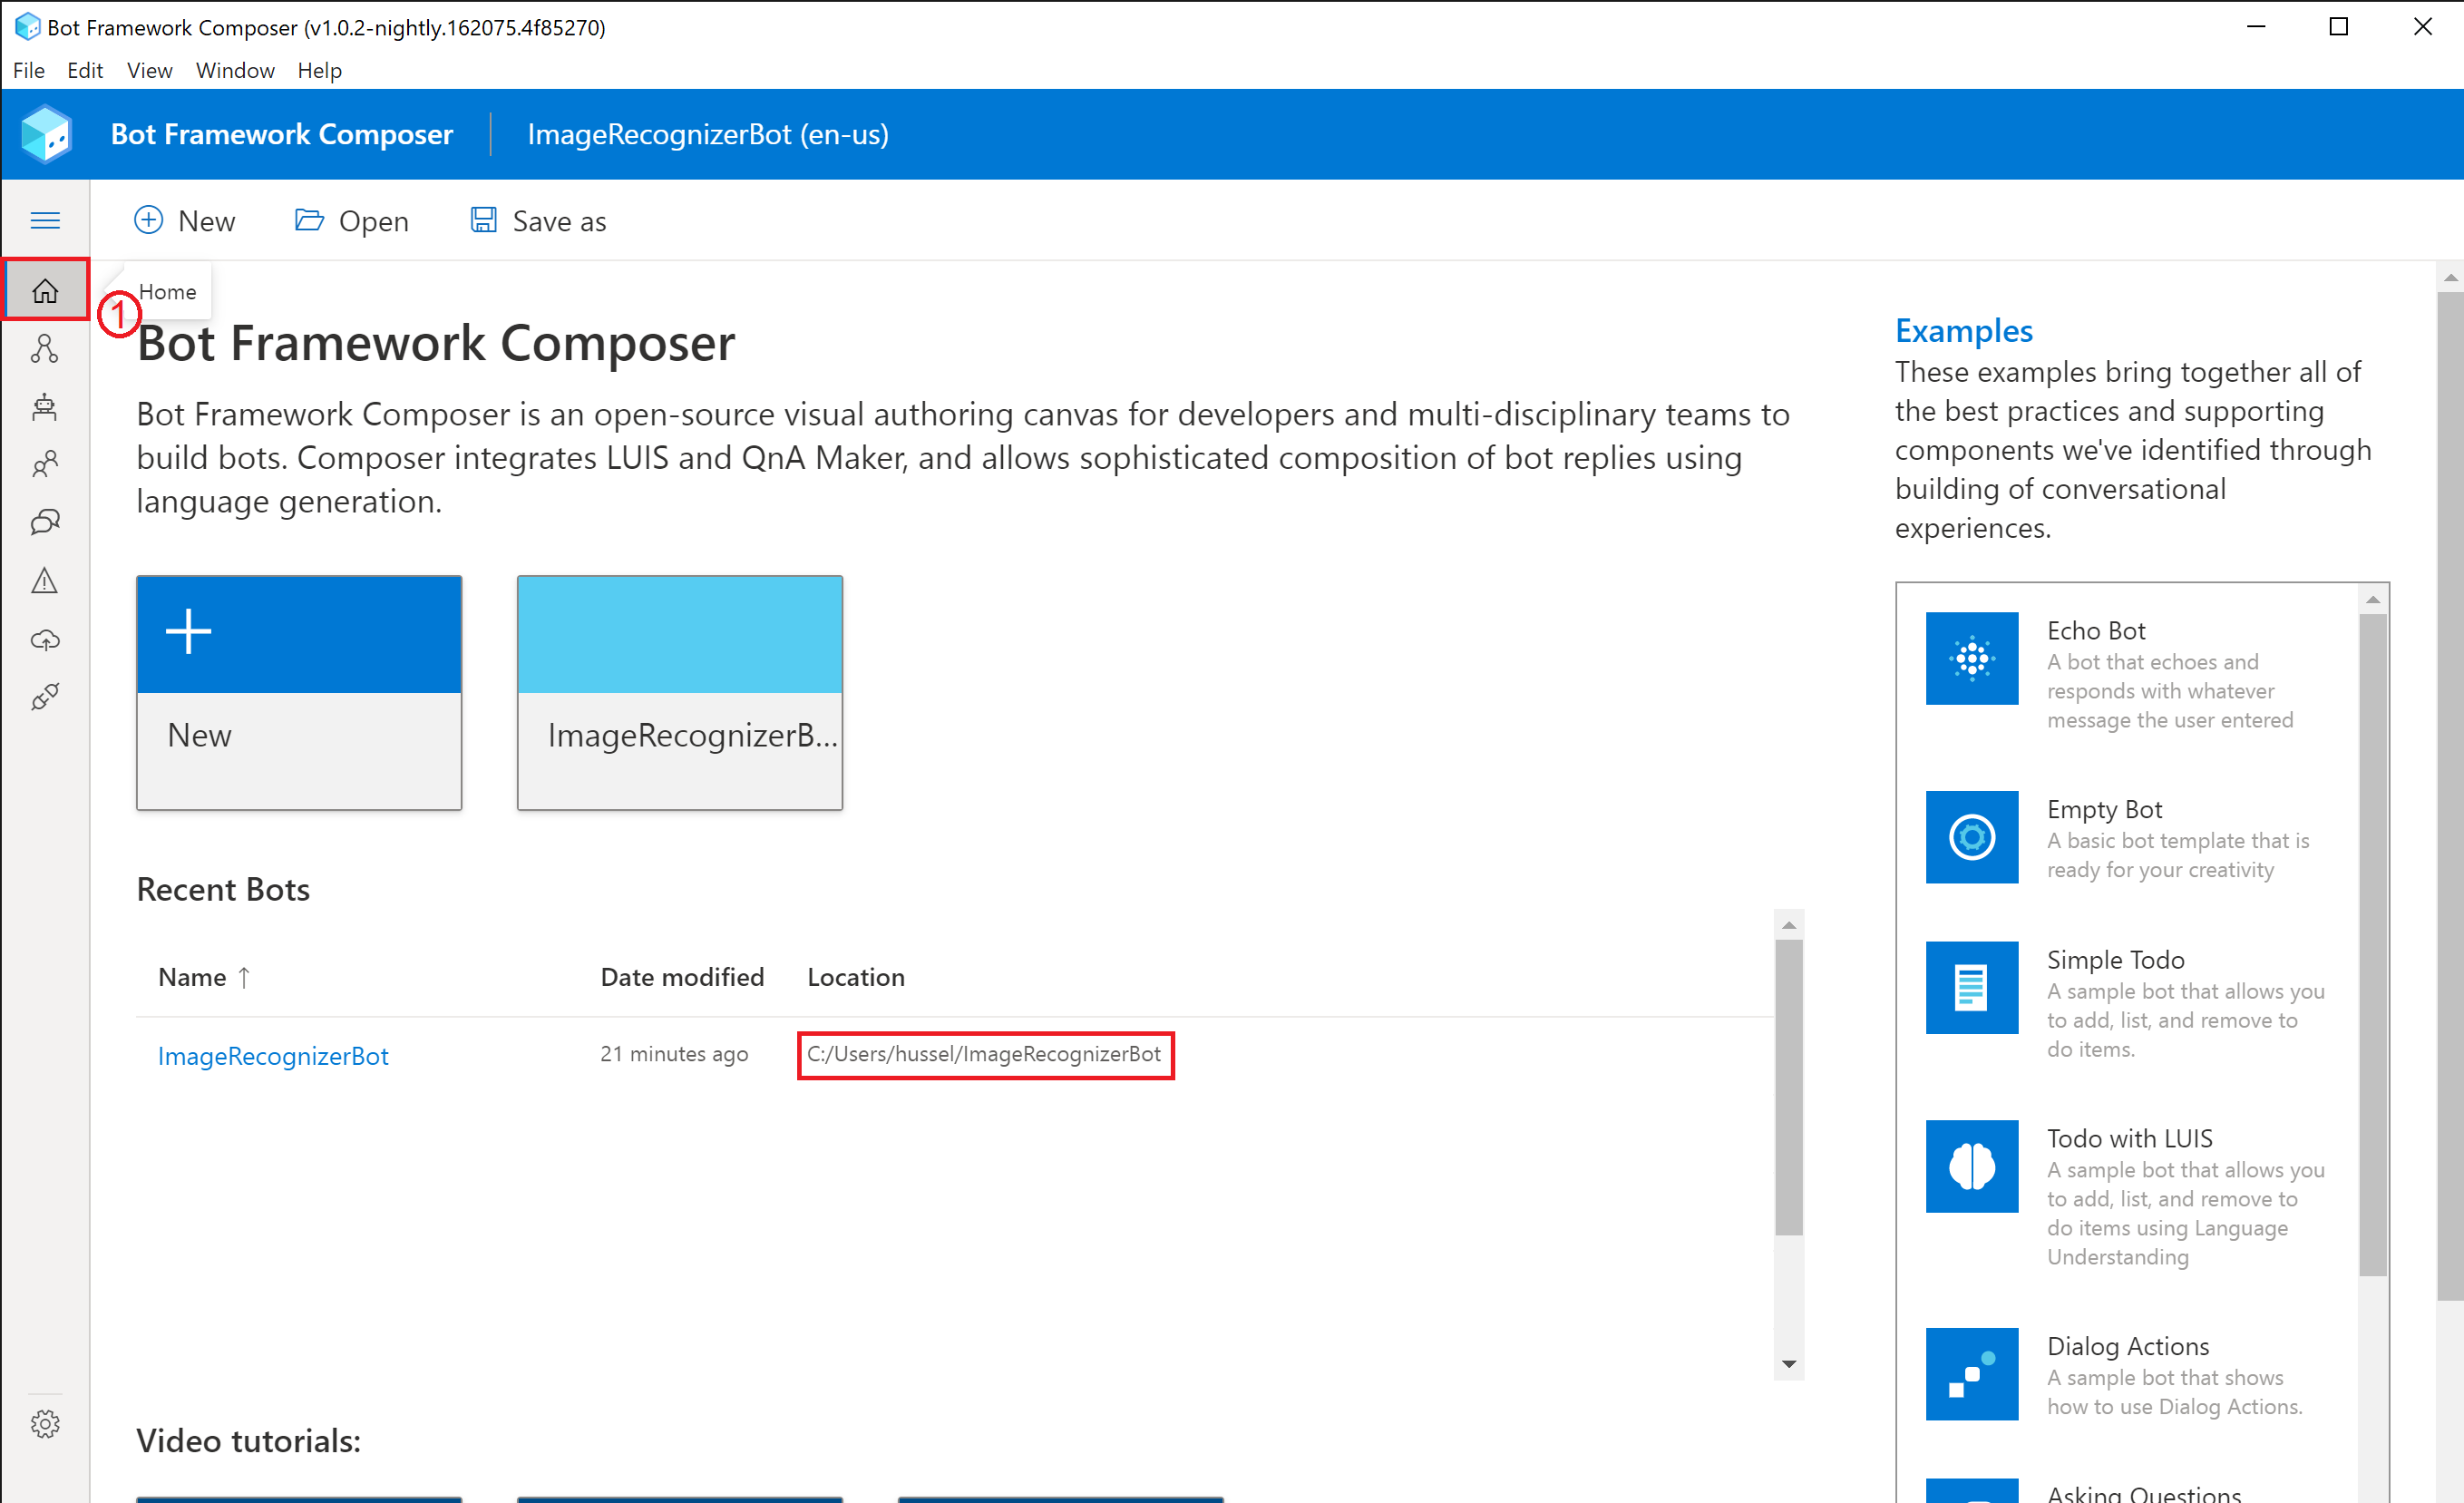 Bot Framework Composer (v1.0.2-nightly.162075.4f85270)
File Edit View Window Help
Bot Framework Composer ImageRecognizerBot (en-us)
New Open Save as
Home
1
Bot Framework Composer
Bot Framework Composer is an open-source visual authoring canvas for developers and multi-disciplinary teams to
build bots. Composer integrates LUIS and QnA Maker, and allows sophisticated composition of bot replies using
language generation.
New
ImageRecognizerB...
Recent Bots
Name ↑ Date modified Location
ImageRecognizerBot 21 minutes ago C:/Users/hussel/ImageRecognizerBot
Video tutorials:
Examples
These examples bring together all of
the best practices and supporting
components we've identified through
building of conversational
experiences.
Echo Bot
A bot that echoes and
responds with whatever
message the user entered
Empty Bot
A basic bot template that is
ready for your creativity
Simple Todo
A sample bot that allows you
to add, list, and remove to
do items.
Todo with LUIS
A sample bot that allows you
to add, list, and remove to
do items using Language
Understanding
Dialog Actions
A sample bot that shows
how to use Dialog Actions.
Asking Questions